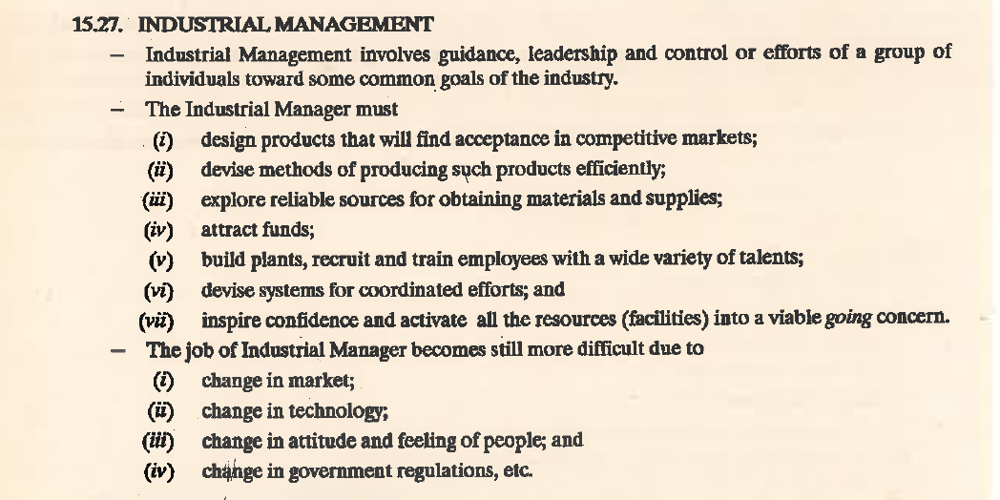 15.27. INDUSTRIAL MANAGEMENT
– Industrial Management involves guidance, leadership and control or efforts of a group of
individuals toward some common goals of the industry.
– The Industrial Manager must
(i) design products that will find acceptance in competitive markets;
(ii) devise methods of producing such products efficiently;
(iii) explore reliable sources for obtaining materials and supplies;
(iv) attract funds;
(v) build plants, recruit and train employees with a wide variety of talents;
(vi) devise systems for coordinated efforts; and
(vii) inspire confidence and activate all the resources (facilities) into a viable going concern.
– The job of Industrial Manager becomes still more difficult due to
(i) change in market;
(ii) change in technology;
(iii) change in attitude and feeling of people; and
(iv) change in government regulations, etc.